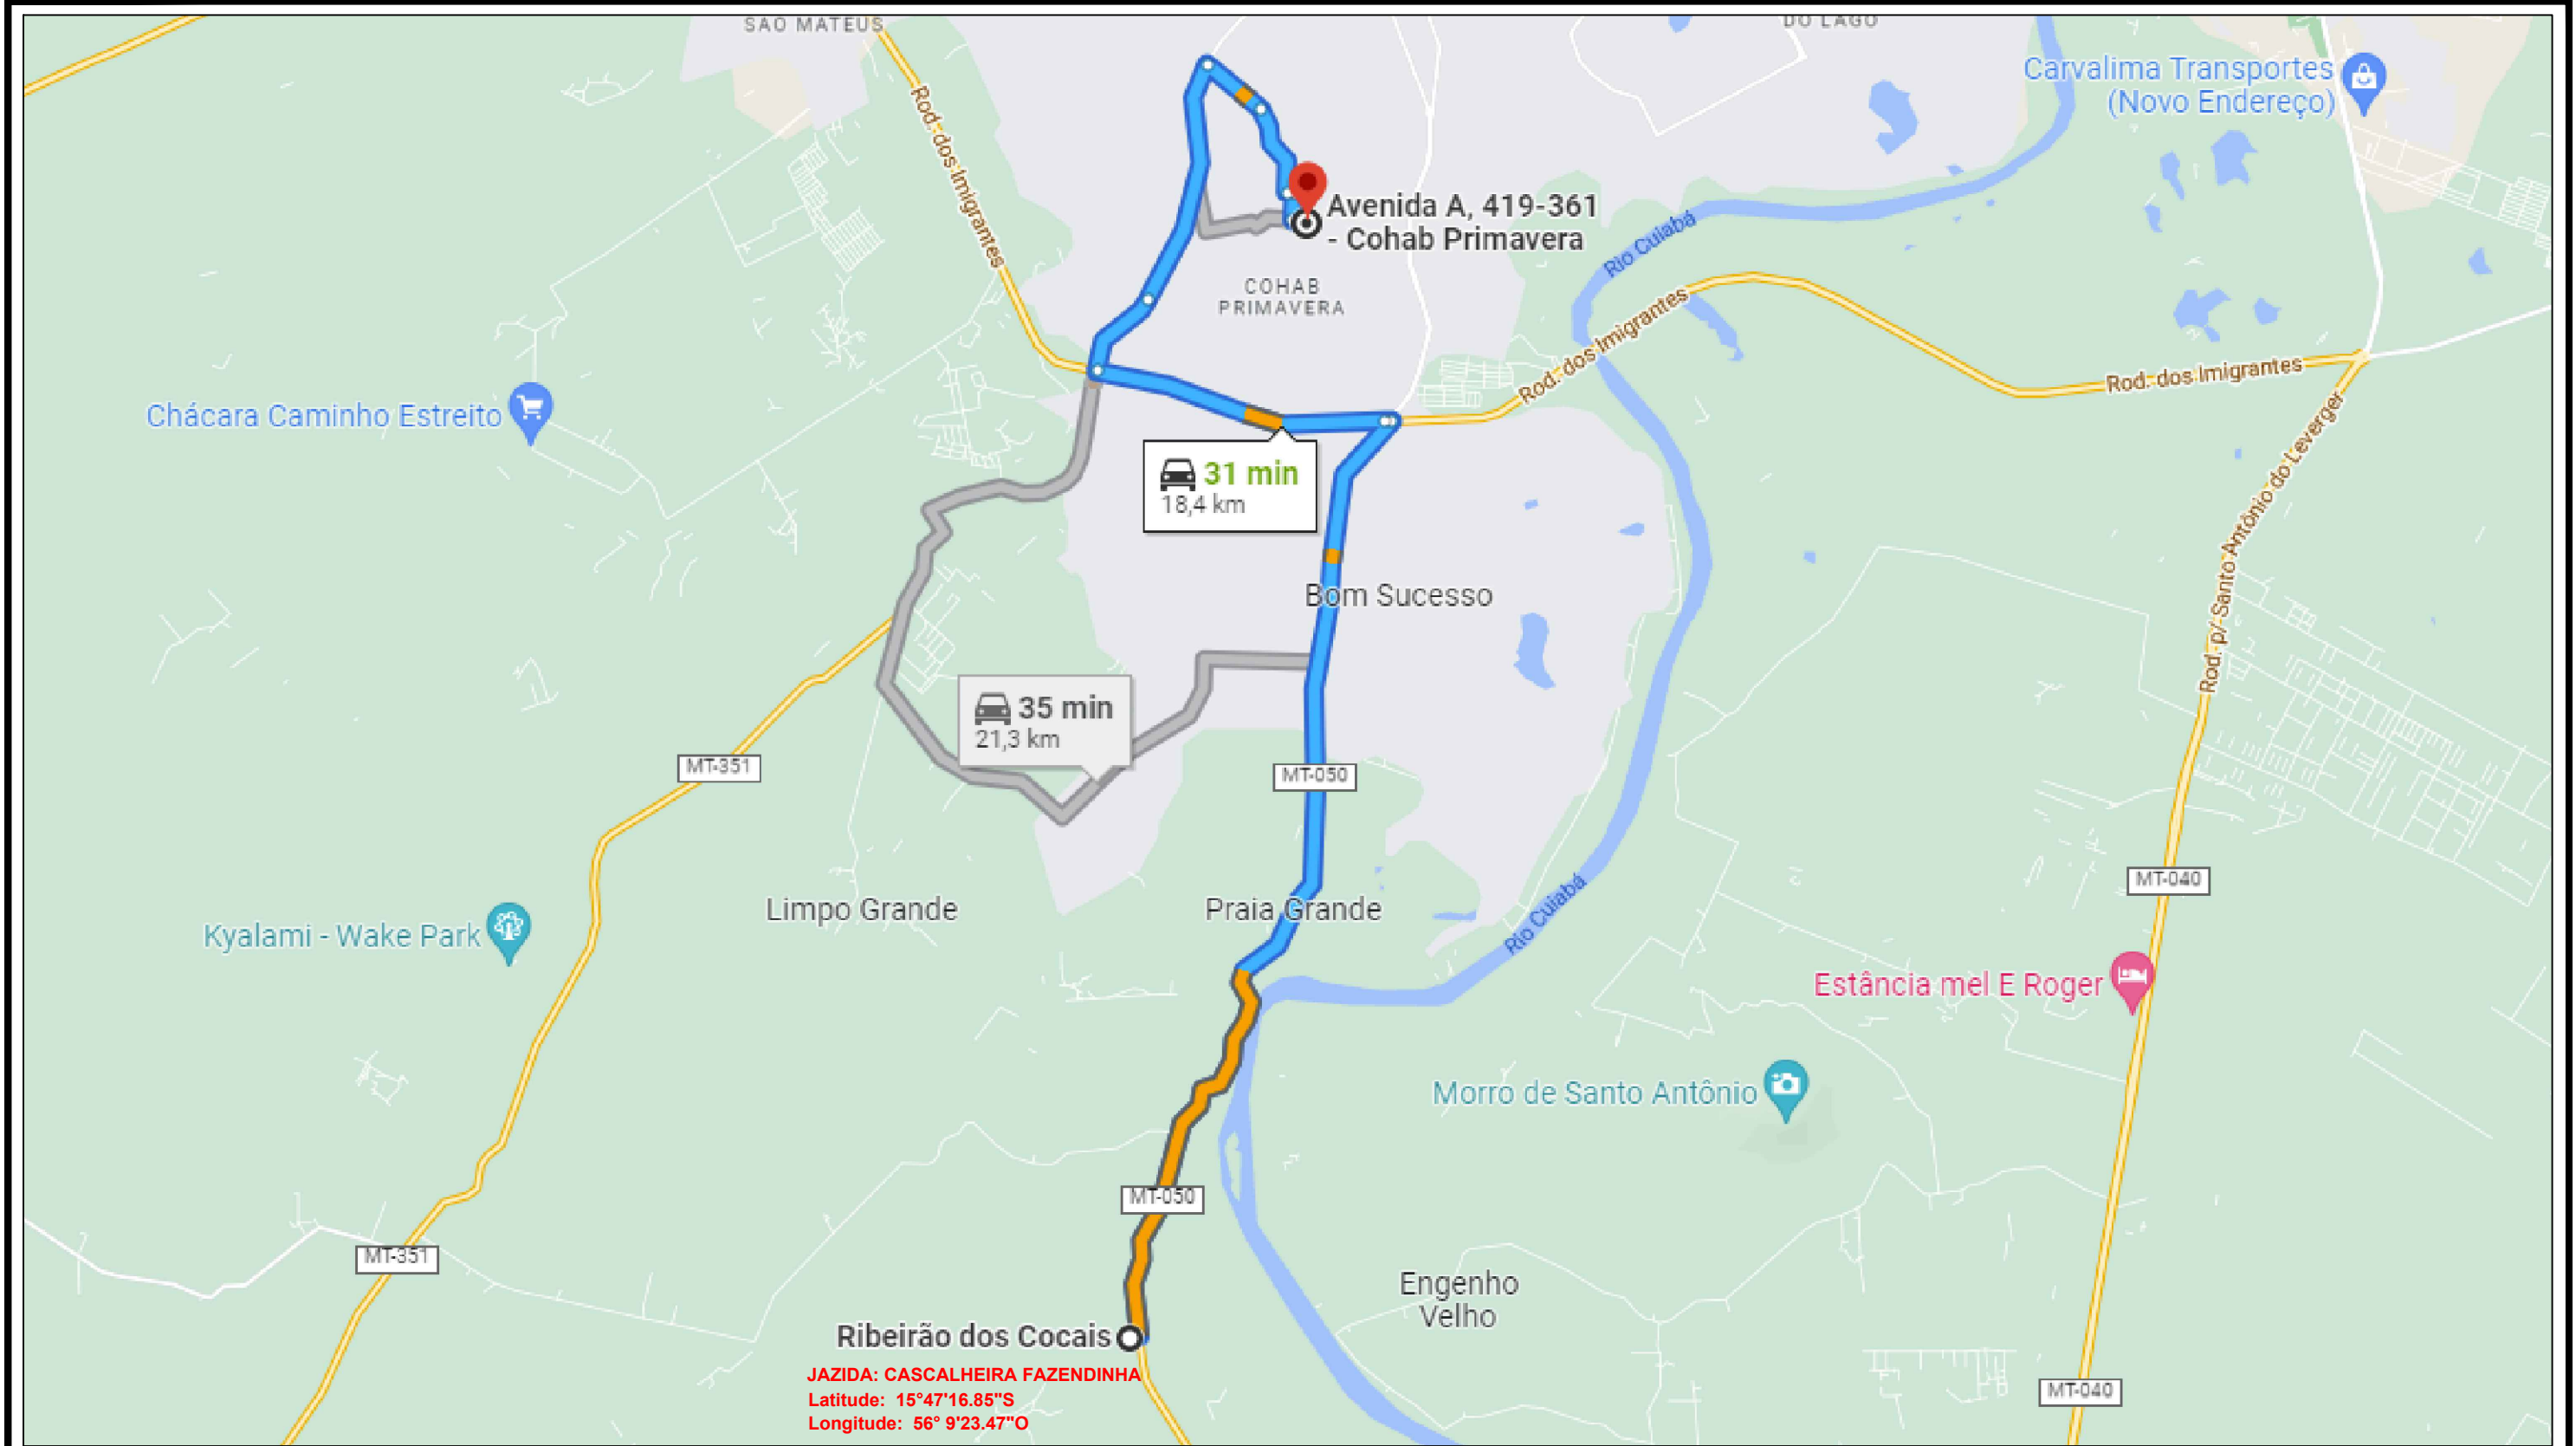 SAO MATEUS
DO LAGO
Carvalima Transportes
(Novo Endereço)
Rod. dos Imigrantes
Avenida A, 419-361
- Cohab Primavera
Rio Cuiabá
COHAB
PRIMAVERA
Rod. dos Imigrantes
Rod. dos Imigrantes
Chácara Caminho Estreito
31 min
18,4 km
Rod. p/ Santo Antônio do Leverger
Bom Sucesso
35 min
21,3 km
MT-351
MT-050
MT-040
Limpo Grande
Praia Grande
Rio Cuiabá
Kyalami - Wake Park
Estância mel E Roger
Morro de Santo Antônio
MT-050
MT-351
Engenho
Velho
Ribeirão dos Cocais
JAZIDA: CASCALHEIRA FAZENDINHA
Latitude: 15°47'16.85"S
Longitude: 56° 9'23.47"O
MT-040